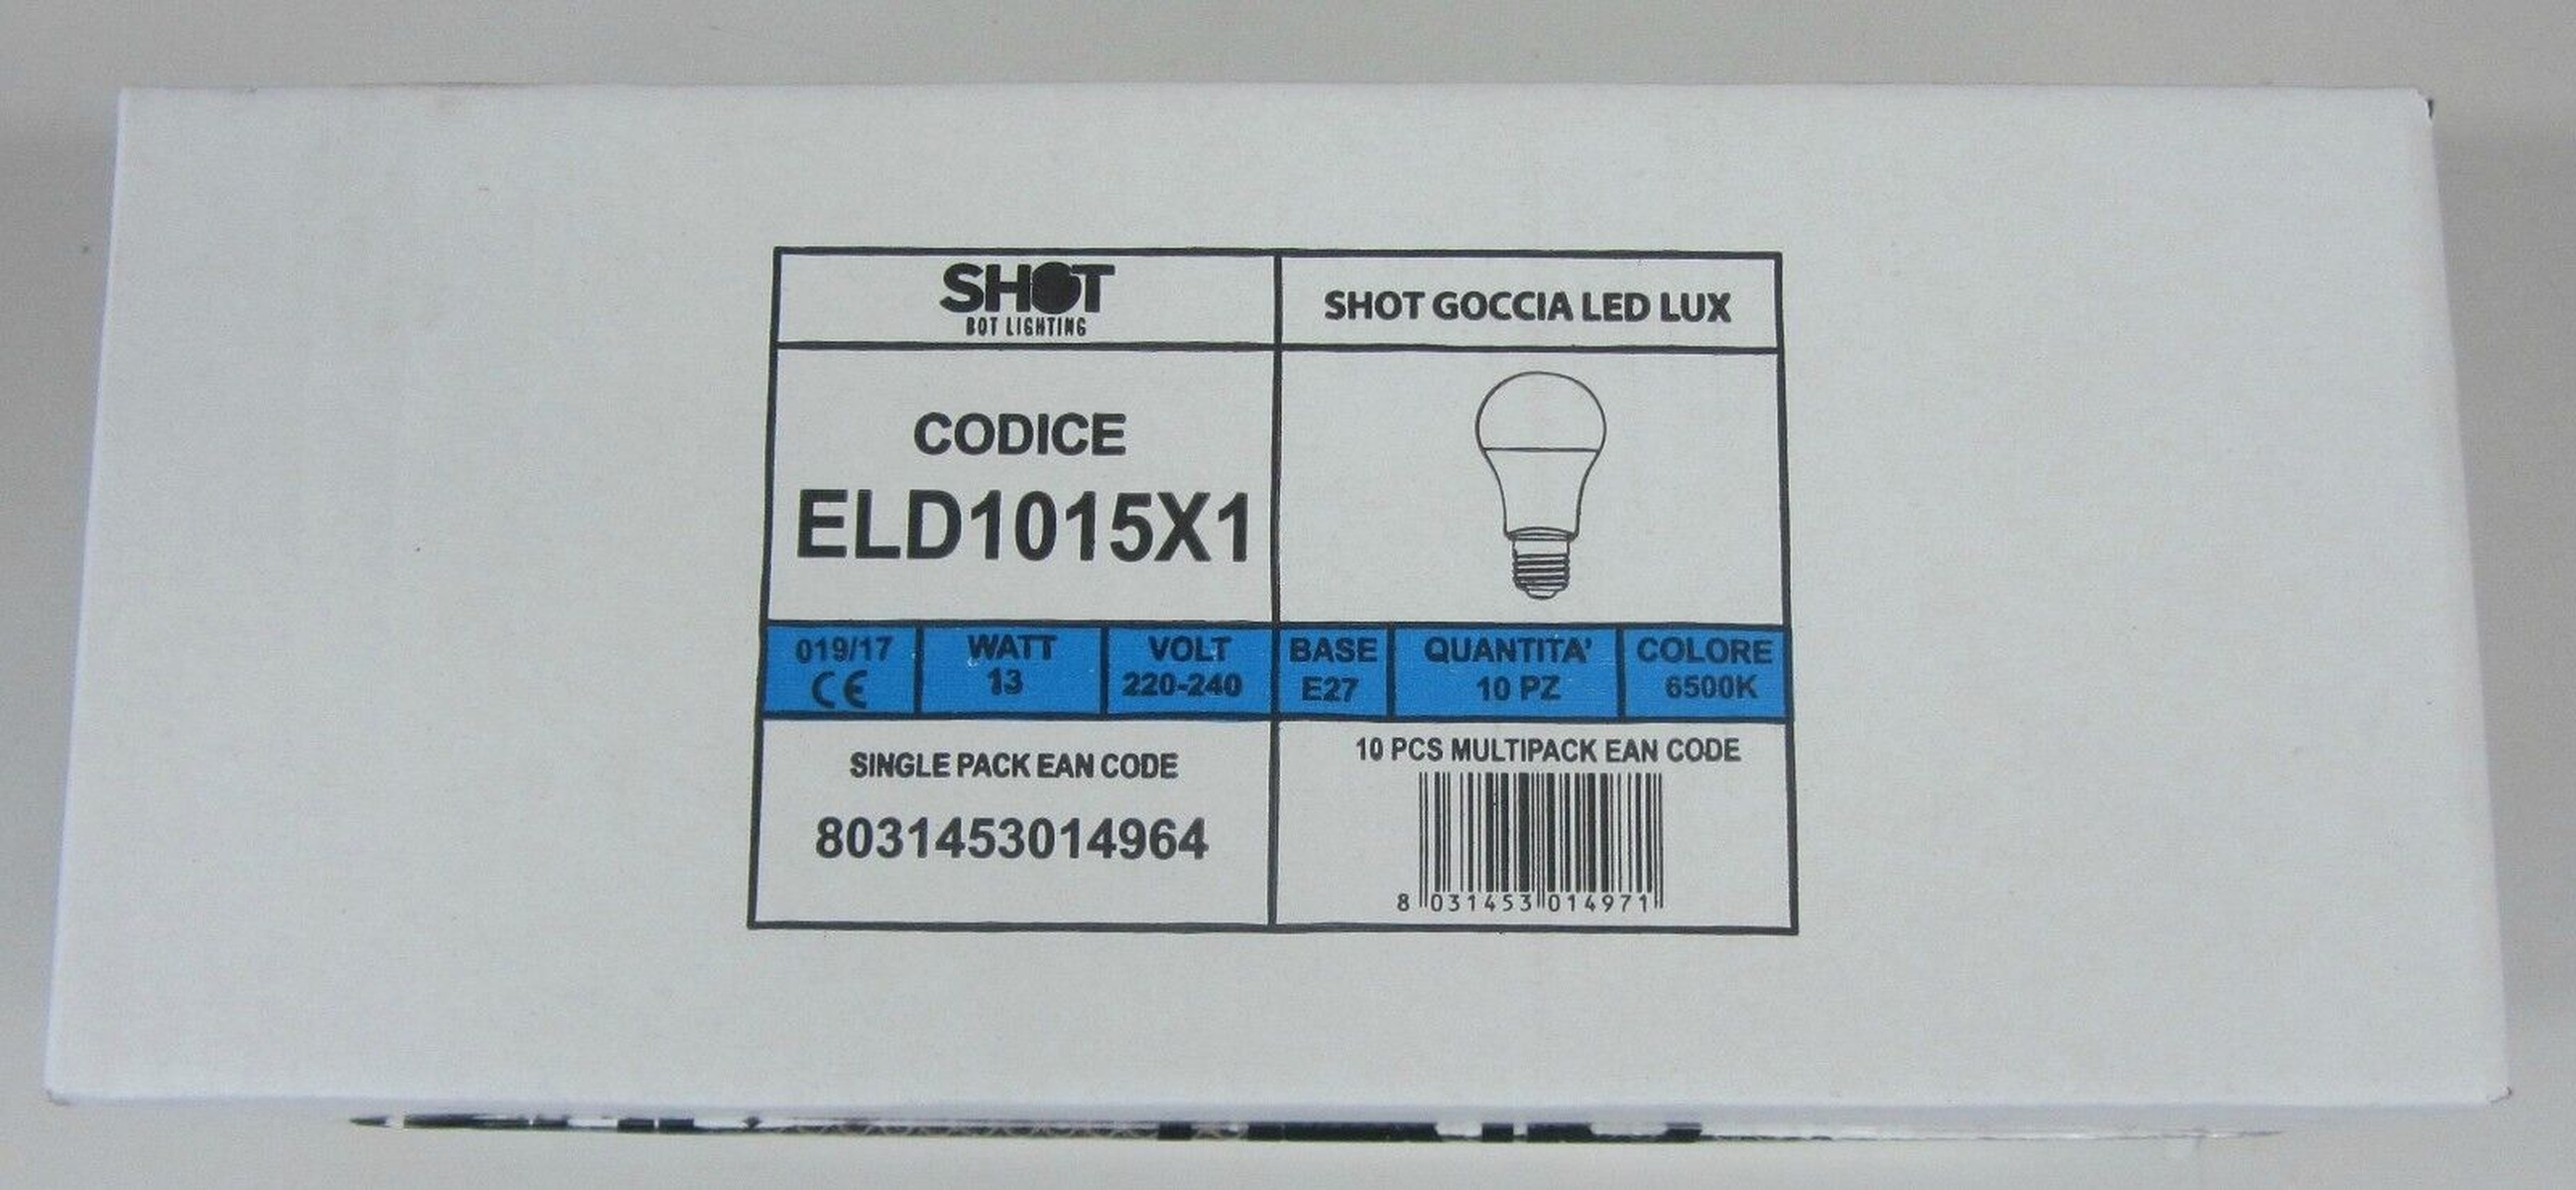 SHOT
BOT LIGHTING
SHOT GOCCIA LED LUX
CODICE
ELD1015X1
019/17
CE
WATT
13
VOLT
220-240
BASE
E27
QUANTITA'
10 PZ
COLORE
6500K
SINGLE PACK EAN CODE
8031453014964
10 PCS MULTIPACK EAN CODE
8 031453 014971